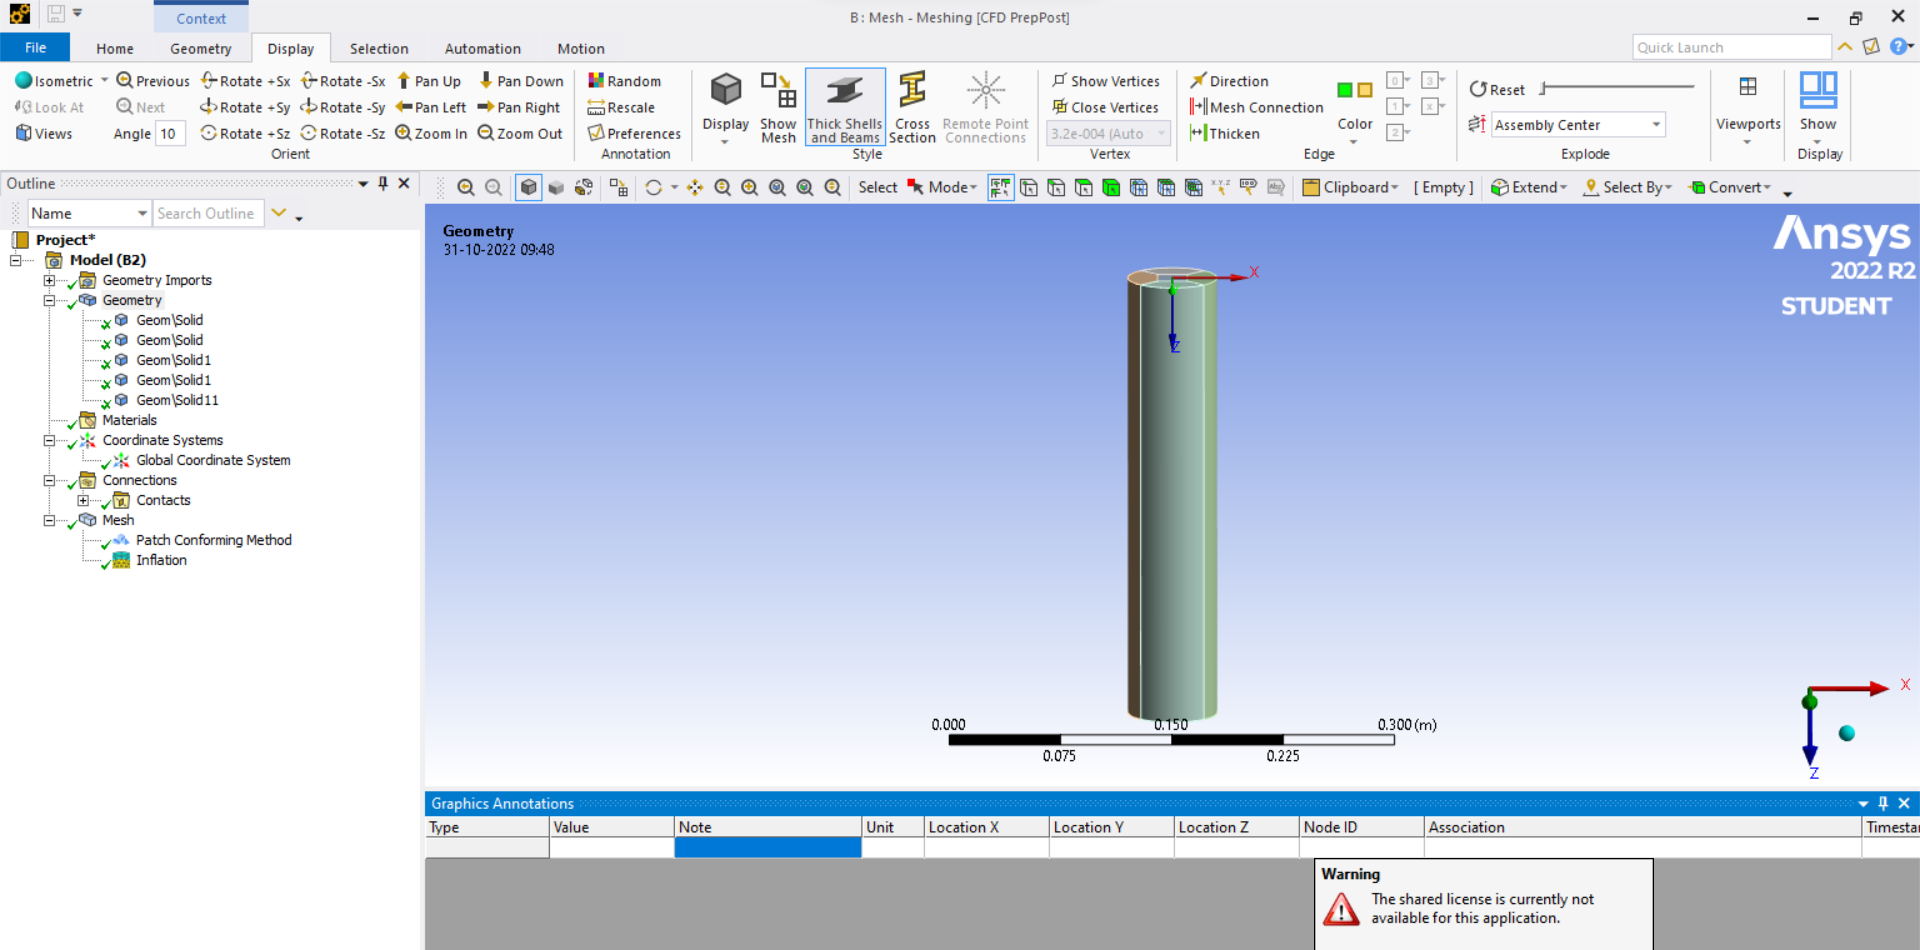 Context
B: Mesh - Meshing [CFD PrepPost]
File Home Geometry Display Selection Automation Motion
Quick Launch
Isometric Previous Rotate +Sx Rotate -Sx Pan Up Pan Down
Look At Next Rotate +Sy Rotate -Sy Pan Left Pan Right
Views Angle 10 Rotate +Sz Rotate -Sz Zoom In Zoom Out
Orient
Random
Rescale
Preferences
Annotation
Display
Show
Mesh
Thick Shells
and Beams
Cross
Section
Remote Point
Connections
Style
Show Vertices
Close Vertices
3.2e-004 (Auto
Vertex
Direction
Mesh Connection
Thicken
Color
0 3
1 x
2
Edge
Reset
Assembly Center
Explode
Viewports
Show
Display
Outline
Name Search Outline
Select Mode Clipboard [ Empty ] Extend Select By Convert
Project*
Model (B2)
Geometry Imports
Geometry
Geom\Solid
Geom\Solid
Geom\Solid1
Geom\Solid1
Geom\Solid11
Materials
Coordinate Systems
Global Coordinate System
Connections
Contacts
Mesh
Patch Conforming Method
Inflation
Geometry
31-10-2022 09:48
Ansys
2022 R2
STUDENT
X
Z
0.000 0.150 0.300 (m)
0.075 0.225
X
Z
Graphics Annotations
Type Value Note Unit Location X Location Y Location Z Node ID Association Timesta
Warning
The shared license is currently not
available for this application.